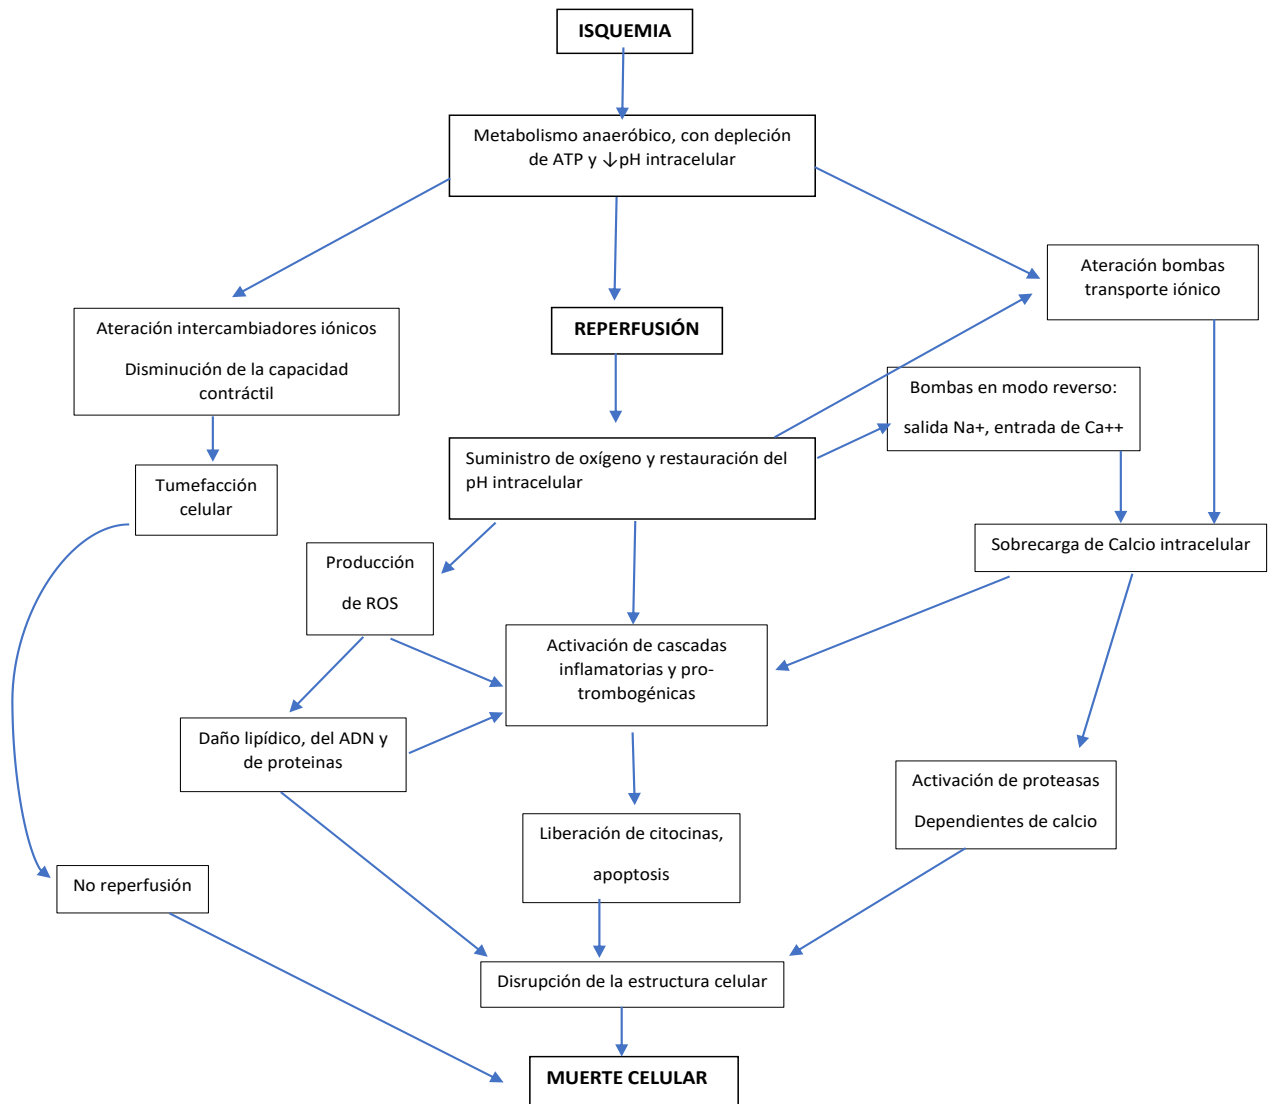 ISQUEMIA
Metabolismo anaeróbico, con depleción
de ATP y ↓pH intracelular
Ateración bombas
transporte iónico
Ateración intercambiadores iónicos
Disminución de la capacidad
contráctil
REPERFUSIÓN
Bombas en modo reverso:
salida Na+, entrada de Ca++
Suministro de oxígeno y restauración del
pH intracelular
Tumefacción
celular
Sobrecarga de Calcio intracelular
Producción
de ROS
Activación de cascadas
inflamatorias y pro-
trombogénicas
Daño lipídico, del ADN y
de proteinas
Activación de proteasas
Dependientes de calcio
Liberación de citocinas,
apoptosis
No reperfusión
Disrupción de la estructura celular
MUERTE CELULAR